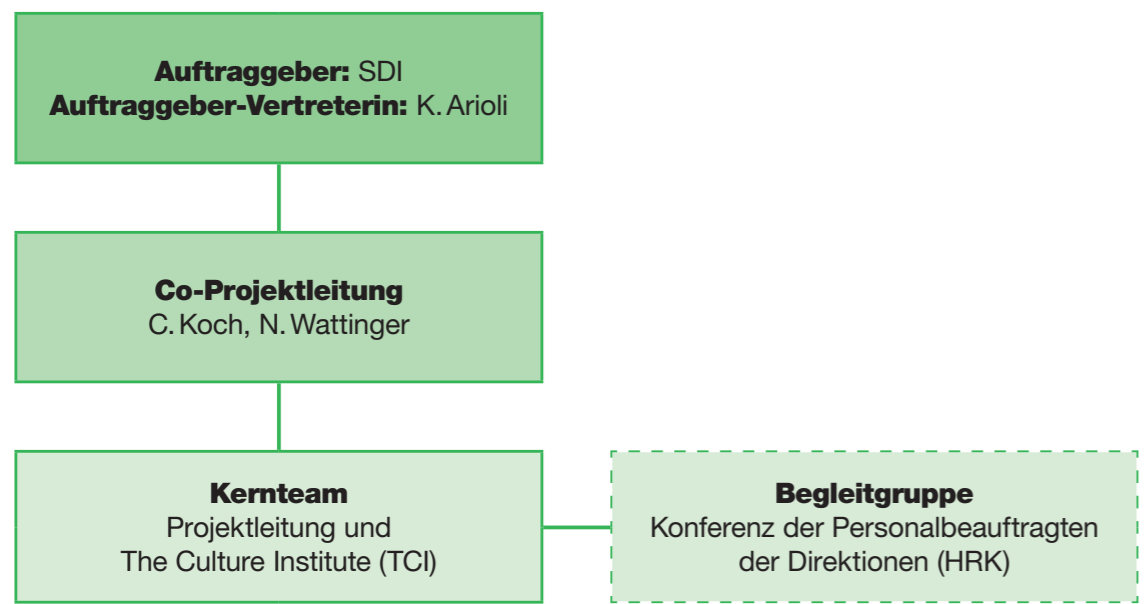 Auftraggeber: SDI
Auftraggeber-Vertreterin: K. Arioli
Co-Projektleitung
C. Koch, N. Wattinger
Kernteam
Projektleitung und
The Culture Institute (TCI)
Begleitgruppe
Konferenz der Personalbeauftragten
der Direktionen (HRK)